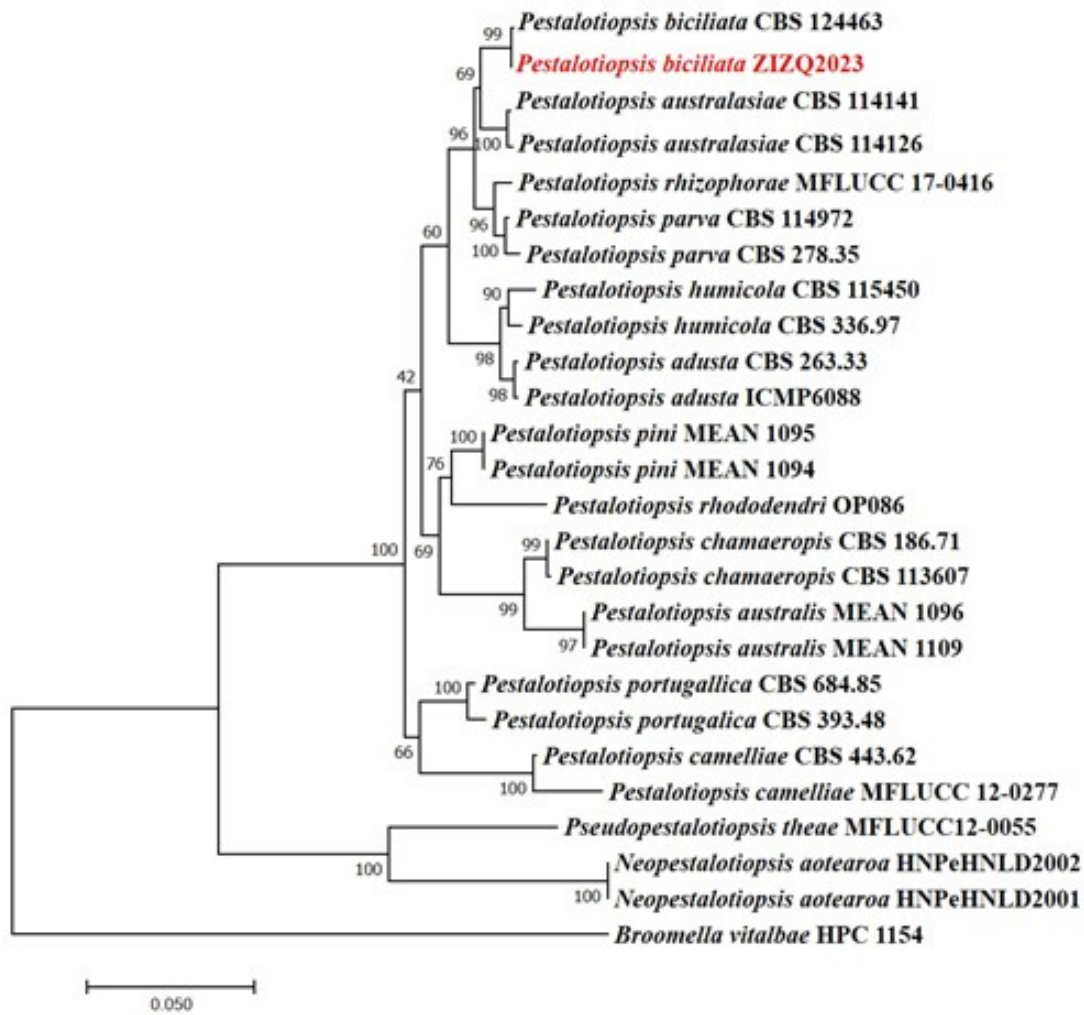 Pestalotiopsis biciliata CBS 124463
99
Pestalotiopsis biciliata ZIZQ2023
69
Pestalotiopsis australasiae CBS 114141
96
100
Pestalotiopsis australasiae CBS 114126
Pestalotiopsis rhizophorae MFLUCC 17-0416
96
Pestalotiopsis parva CBS 114972
60
100
Pestalotiopsis parva CBS 278.35
90
Pestalotiopsis humicola CBS 115450
Pestalotiopsis humicola CBS 336.97
98
Pestalotiopsis adusta CBS 263.33
42
98
Pestalotiopsis adusta ICMP6088
100
Pestalotiopsis pini MEAN 1095
76
Pestalotiopsis pini MEAN 1094
Pestalotiopsis rhododendri OP086
100
69
99
Pestalotiopsis chamaeropis CBS 186.71
Pestalotiopsis chamaeropis CBS 113607
99
Pestalotiopsis australis MEAN 1096
97
Pestalotiopsis australis MEAN 1109
100
Pestalotiopsis portugallica CBS 684.85
Pestalotiopsis portugalica CBS 393.48
66
Pestalotiopsis camelliae CBS 443.62
100
Pestalotiopsis camelliae MFLUCC 12-0277
Pseudopestalotiopsis theae MFLUCC12-0055
100
Neopestalotiopsis aotearoa HNPeHNLD2002
100
Neopestalotiopsis aotearoa HNPeHNLD2001
Broomella vitalbae HPC 1154
0.050